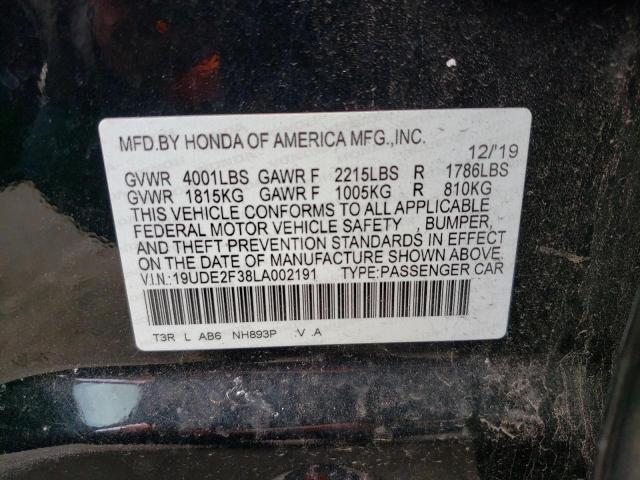 MFD.BY HONDA OF AMERICA MFG.,INC.
12/'19
GVWR 4001LBS GAWR F 2215LBS R 1786LBS
GVWR 1815KG GAWR F 1005KG R 810KG
THIS VEHICLE CONFORMS TO ALL APPLICABLE
FEDERAL MOTOR VEHICLE SAFETY , BUMPER,
AND THEFT PREVENTION STANDARDS IN EFFECT
ON THE DATE OF MANUFACTURE SHOWN ABOVE.
V.I.N.:19UDE2F38LA002191 TYPE:PASSENGER CAR
T3R L AB6 NH893P :V .A